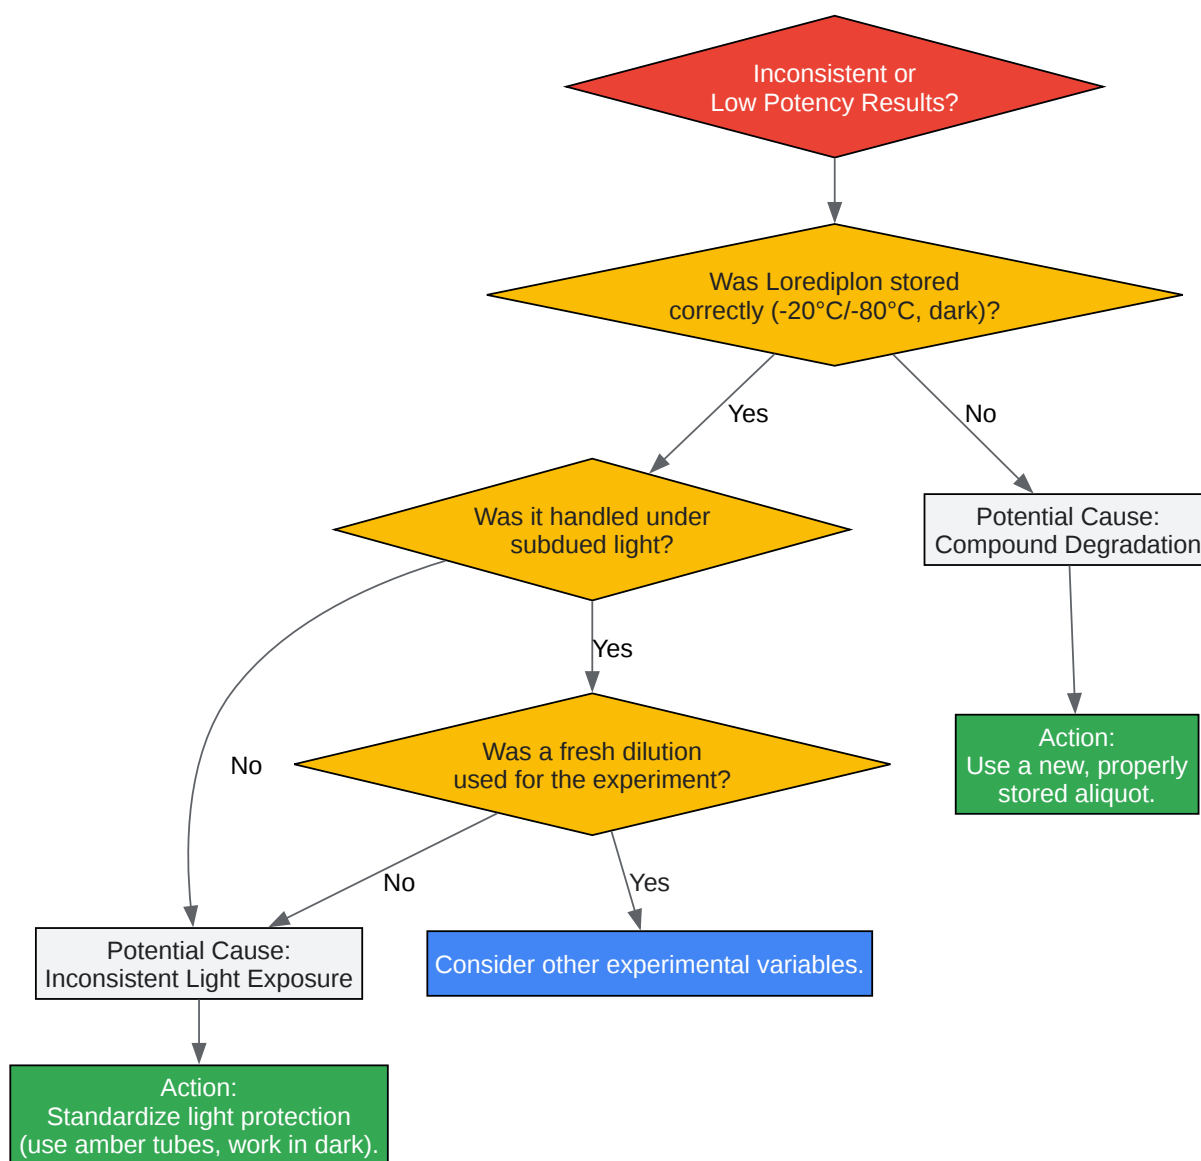 Inconsistent or
Low Potency Results?
Was Lorediplon stored
correctly (-20°C/-80°C, dark)?
Yes
No
Was it handled under
subdued light?
Potential Cause:
Compound Degradation
Yes
No
Was a fresh dilution
used for the experiment?
Action:
Use a new, properly
stored aliquot.
No
Yes
Potential Cause:
Inconsistent Light Exposure
Consider other experimental variables.
Action:
Standardize light protection
(use amber tubes, work in dark).